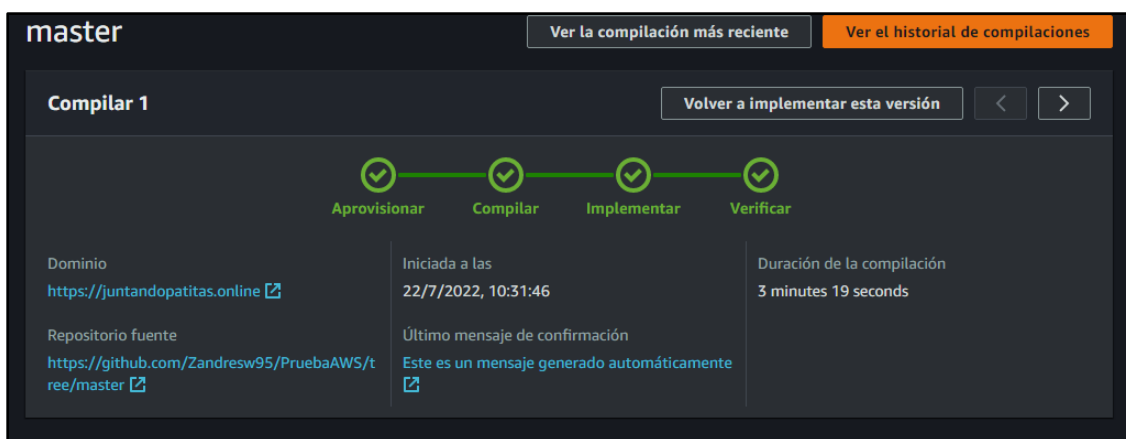 master
Ver la compilación más reciente
Ver el historial de compilaciones
Compilar 1
Volver a implementar esta versión
Aprovisionar
Compilar
Implementar
Verificar
Dominio
https://juntandopatitas.online
Iniciada a las
22/7/2022, 10:31:46
Duración de la compilación
3 minutes 19 seconds
Repositorio fuente
https://github.com/Zandresw95/PruebaAWS/t
ree/master
Último mensaje de confirmación
Este es un mensaje generado automáticamente